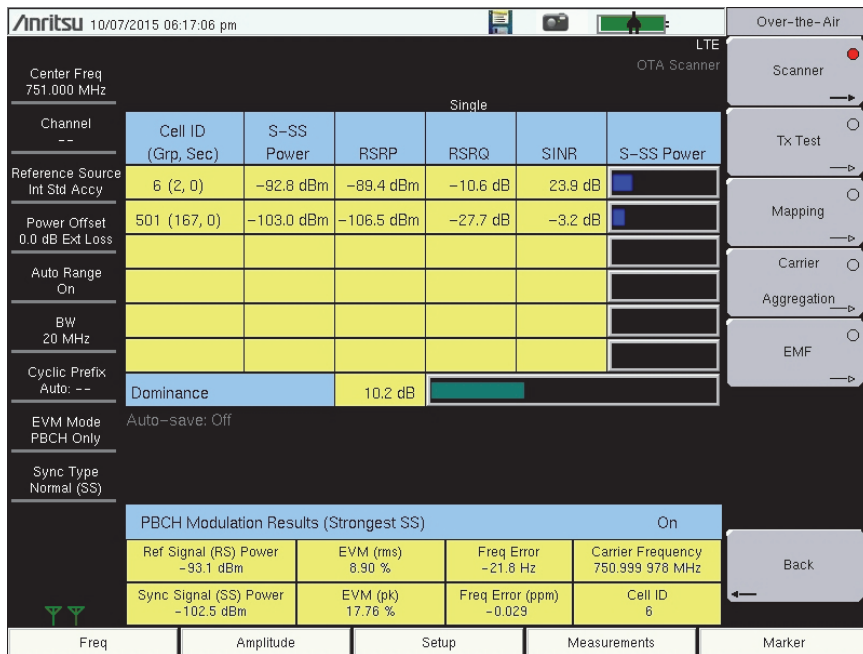 Anritsu 10/07/2015 06:17:06 pm
Over-the-Air
LTE
OTA Scanner
Center Freq
751.000 MHz
Channel
--
Reference Source
Int Std Accy
Power Offset
0.0 dB Ext Loss
Auto Range
On
BW
20 MHz
Cyclic Prefix
Auto: --
EVM Mode
PBCH Only
Sync Type
Normal (SS)
Single
Cell ID
(Grp, Sec)
S-SS
Power
RSRP
RSRQ
SINR
S-SS Power
6 (2, 0) -92.8 dBm -89.4 dBm -10.6 dB 23.9 dB
501 (167, 0) -103.0 dBm -106.5 dBm -27.7 dB -3.2 dB
Dominance 10.2 dB
Auto-save: Off
PBCH Modulation Results (Strongest SS) On
Ref Signal (RS) Power
-93.1 dBm
EVM (rms)
8.90 %
Freq Error
-21.8 Hz
Carrier Frequency
750.999 978 MHz
Sync Signal (SS) Power
-102.5 dBm
EVM (pk)
17.76 %
Freq Error (ppm)
-0.029
Cell ID
6
Scanner
Tx Test
Mapping
Carrier
Aggregation
EMF
Back
Freq
Amplitude
Setup
Measurements
Marker